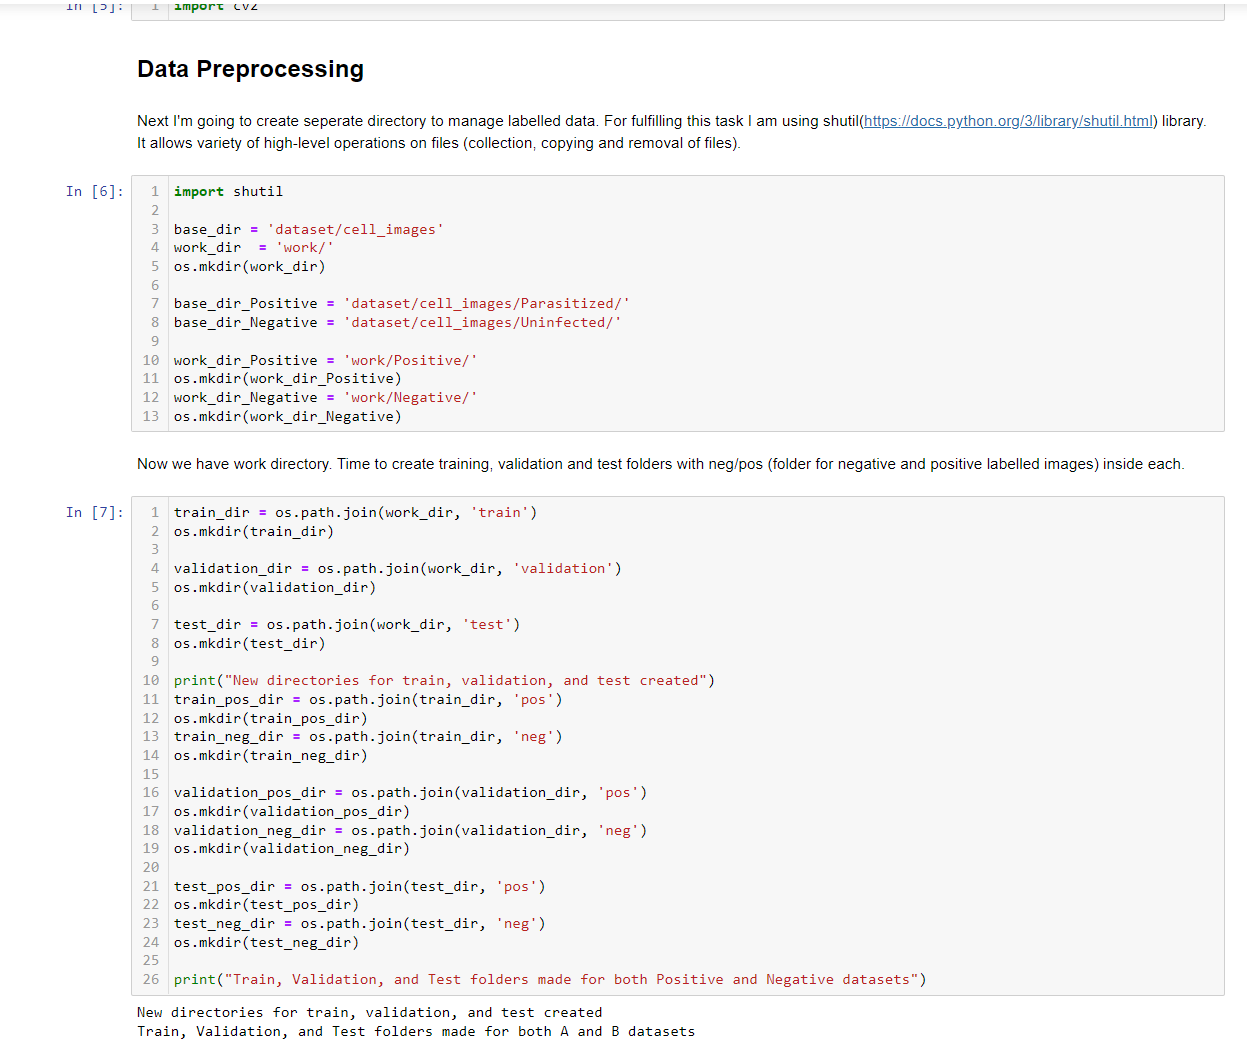 In [5]: 1 import cv2
Data Preprocessing
Next I'm going to create seperate directory to manage labelled data. For fulfilling this task I am using shutil(https://docs.python.org/3/library/shutil.html) library.
It allows variety of high-level operations on files (collection, copying and removal of files).
In [6]: 1 import shutil
2
3 base_dir = 'dataset/cell_images'
4 work_dir  = 'work/'
5 os.mkdir(work_dir)
6
7 base_dir_Positive = 'dataset/cell_images/Parasitized/'
8 base_dir_Negative = 'dataset/cell_images/Uninfected/'
9
10 work_dir_Positive = 'work/Positive/'
11 os.mkdir(work_dir_Positive)
12 work_dir_Negative = 'work/Negative/'
13 os.mkdir(work_dir_Negative)
Now we have work directory. Time to create training, validation and test folders with neg/pos (folder for negative and positive labelled images) inside each.
In [7]: 1 train_dir = os.path.join(work_dir, 'train')
2 os.mkdir(train_dir)
3
4 validation_dir = os.path.join(work_dir, 'validation')
5 os.mkdir(validation_dir)
6
7 test_dir = os.path.join(work_dir, 'test')
8 os.mkdir(test_dir)
9
10 print("New directories for train, validation, and test created")
11 train_pos_dir = os.path.join(train_dir, 'pos')
12 os.mkdir(train_pos_dir)
13 train_neg_dir = os.path.join(train_dir, 'neg')
14 os.mkdir(train_neg_dir)
15
16 validation_pos_dir = os.path.join(validation_dir, 'pos')
17 os.mkdir(validation_pos_dir)
18 validation_neg_dir = os.path.join(validation_dir, 'neg')
19 os.mkdir(validation_neg_dir)
20
21 test_pos_dir = os.path.join(test_dir, 'pos')
22 os.mkdir(test_pos_dir)
23 test_neg_dir = os.path.join(test_dir, 'neg')
24 os.mkdir(test_neg_dir)
25
26 print("Train, Validation, and Test folders made for both Positive and Negative datasets")
New directories for train, validation, and test created
Train, Validation, and Test folders made for both A and B datasets